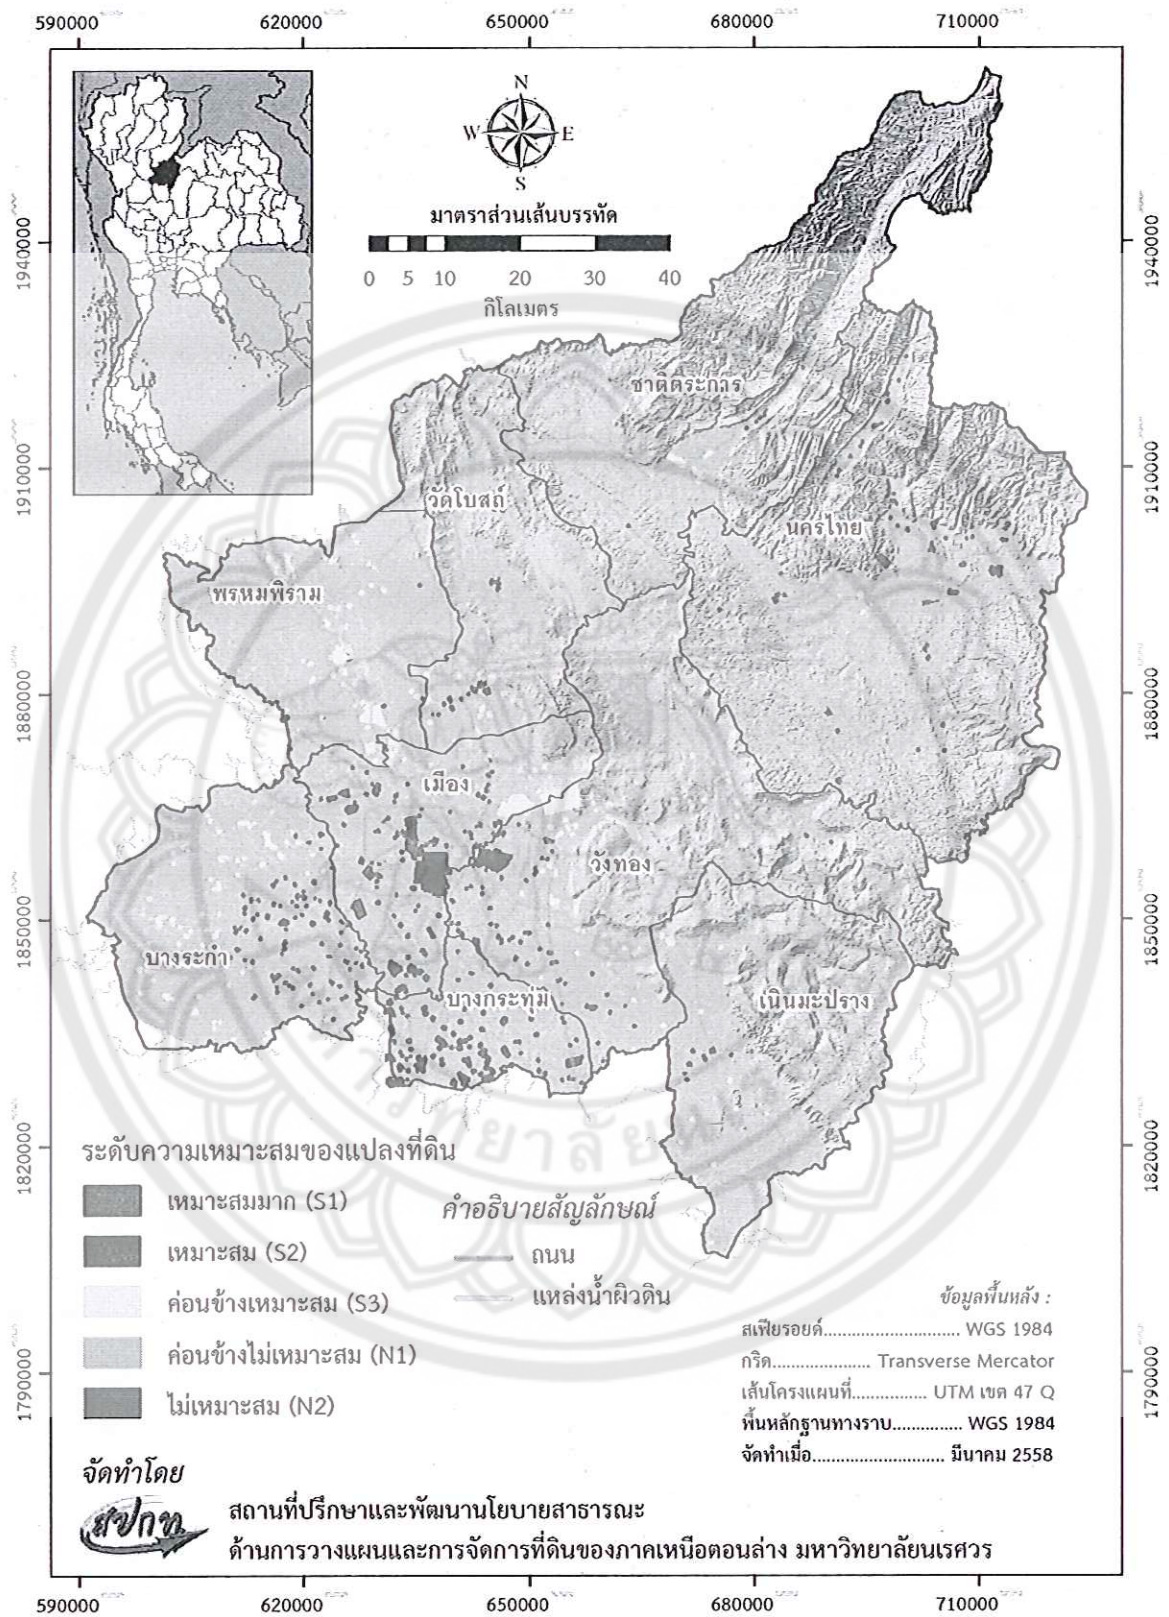 590000 620000 650000 680000 710000
N
W E
S
มาตราส่วนเส้นบรรทัด
0 5 10 20 30 40
กิโลเมตร
1940000 1940000
1910000 1910000
1880000 1880000
1850000 1850000
1820000 1820000
1790000 1790000
ชาติตระการ
วัดโบสถ์
นครไทย
พรหมพิราม
เมือง
วังทอง
บางระกำ
บางกระทุ่ม
เนินมะปราง
ระดับความเหมาะสมของแปลงที่ดิน
เหมาะสมมาก (S1)
เหมาะสม (S2)
ค่อนข้างเหมาะสม (S3)
ค่อนข้างไม่เหมาะสม (N1)
ไม่เหมาะสม (N2)
คำอธิบายสัญลักษณ์
ถนน
แหล่งน้ำผิวดิน
ข้อมูลพื้นหลัง :
สเฟียรอยด์.............................. WGS 1984
กริด..................... Transverse Mercator
เส้นโครงแผนที่................ UTM เขต 47 Q
พื้นหลักฐานทางราบ............... WGS 1984
จัดทำเมื่อ............................. มีนาคม 2558
จัดทำโดย
สปกท
สถานที่ปรึกษาและพัฒนานโยบายสาธารณะ
ด้านการวางแผนและการจัดการที่ดินของภาคเหนือตอนล่าง มหาวิทยาลัยนเรศวร
590000 620000 650000 680000 710000